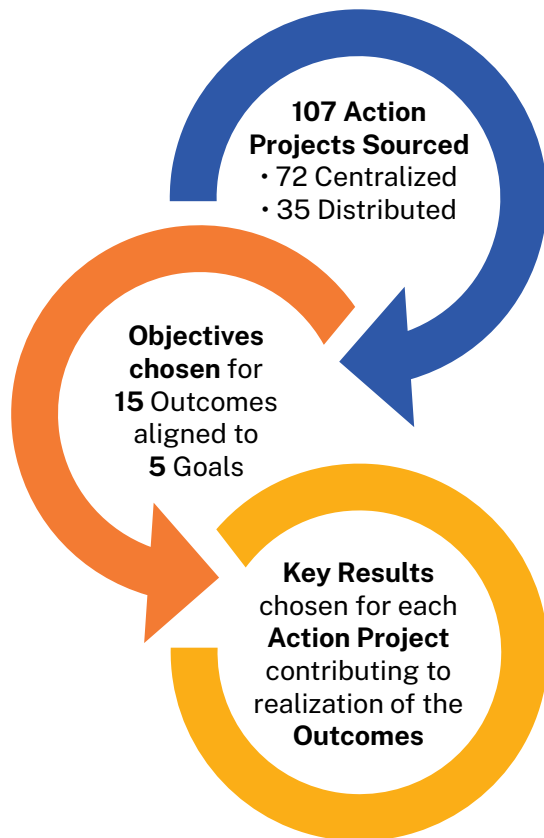 107 Action
Projects Sourced
• 72 Centralized
• 35 Distributed
Objectives
chosen for
15 Outcomes
aligned to
5 Goals
Key Results
chosen for each
Action Project
contributing to
realization of the
Outcomes